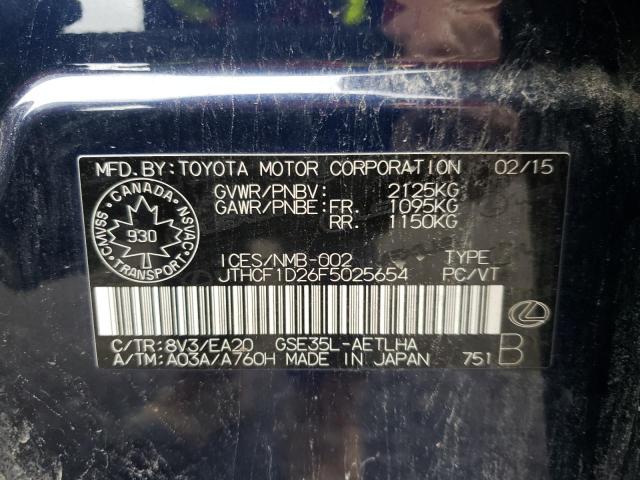 MFD.BY: TOYOTA MOTOR CORPORATION 02/15
GVWR/PNBV: 2125KG
GAWR/PNBE: FR. 1095KG
RR. 1150KG
CANADA
CMVSS
NSVAC
930
TRANSPORT
ICES/NMB-002 TYPE
JTHCF1D26F5025654 PC/VT
C/TR: 8V3/EA20 GSE35L-AETLHA
A/TM: A03A/A760H MADE IN JAPAN 751 B